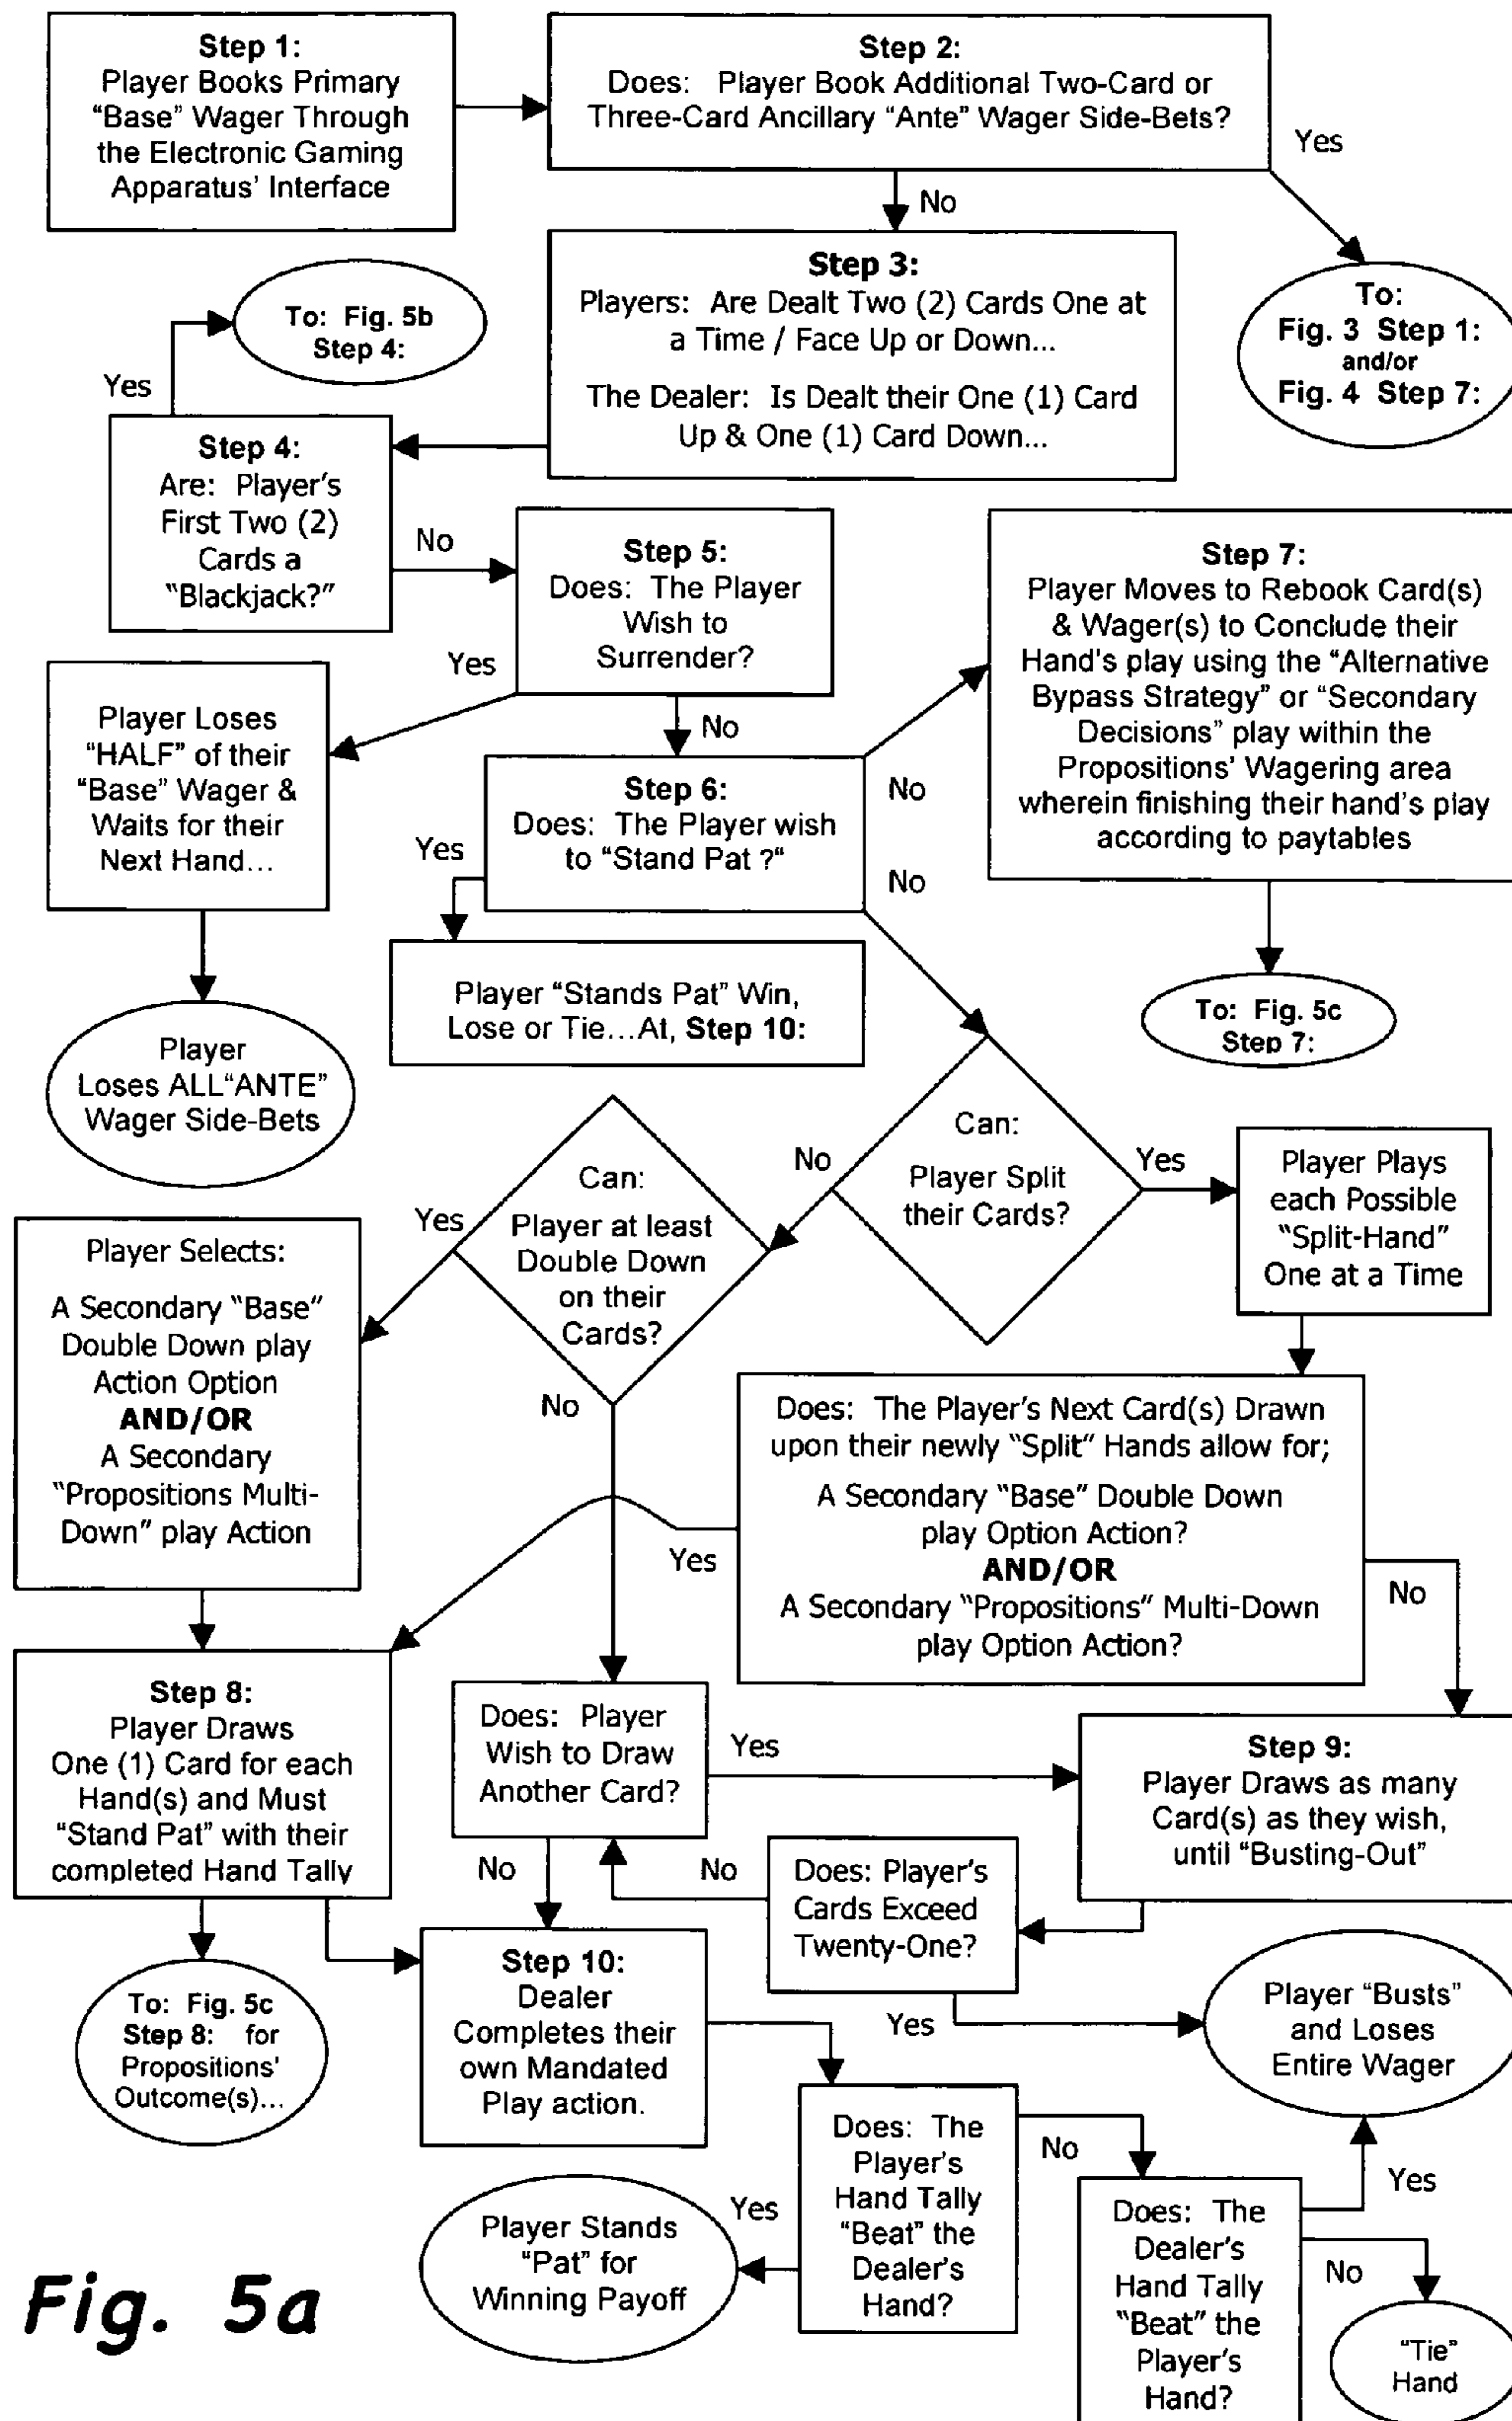 Step 1:
Player Books Primary
“Base” Wager Through
the Electronic Gaming
Apparatus’ Interface
Step 2:
Does: Player Book Additional Two-Card or
Three-Card Ancillary “Ante” Wager Side-Bets?
Yes
No
Step 3:
Players: Are Dealt Two (2) Cards One at
a Time / Face Up or Down...
The Dealer: Is Dealt their One (1) Card
Up & One (1) Card Down...
To:
Fig. 3 Step 1:
and/or
Fig. 4 Step 7:
To: Fig. 5b
Step 4:
Yes
Step 4:
Are: Player’s
First Two (2)
Cards a
“Blackjack?”
No
Step 5:
Does: The Player
Wish to
Surrender?
Yes
No
Step 7:
Player Moves to Rebook Card(s)
& Wager(s) to Conclude their
Hand’s play using the “Alternative
Bypass Strategy” or “Secondary
Decisions” play within the
Propositions’ Wagering area
wherein finishing their hand’s play
according to paytables
Player Loses
“HALF” of their
“Base” Wager &
Waits for their
Next Hand...
Step 6:
Does: The Player wish
to “Stand Pat ?“
Yes
No
No
Player “Stands Pat” Win,
Lose or Tie...At, Step 10:
To: Fig. 5c
Step 7:
Player
Loses ALL“ANTE”
Wager Side-Bets
Can:
Player Split
their Cards?
No
Yes
Player Plays
each Possible
“Split-Hand”
One at a Time
Can:
Player at least
Double Down
on their
Cards?
Yes
No
Player Selects:
A Secondary “Base”
Double Down play
Action Option
AND/OR
A Secondary
“Propositions Multi-
Down” play Action
Does: The Player’s Next Card(s) Drawn
upon their newly “Split” Hands allow for;
A Secondary “Base” Double Down
play Option Action?
AND/OR
A Secondary “Propositions” Multi-Down
play Option Action?
Yes
No
Step 8:
Player Draws
One (1) Card for each
Hand(s) and Must
“Stand Pat” with their
completed Hand Tally
Does: Player
Wish to Draw
Another Card?
Yes
No
Step 9:
Player Draws as many
Card(s) as they wish,
until “Busting-Out”
Does: Player’s
Cards Exceed
Twenty-One?
No
Yes
To: Fig. 5c
Step 8: for
Propositions’
Outcome(s)...
Step 10:
Dealer
Completes their
own Mandated
Play action.
Player “Busts”
and Loses
Entire Wager
Does: The
Player’s
Hand Tally
“Beat” the
Dealer’s
Hand?
Yes
No
Player Stands
“Pat” for
Winning Payoff
Does: The
Dealer’s
Hand Tally
“Beat” the
Player’s
Hand?
Yes
No
“Tie”
Hand
Fig. 5a